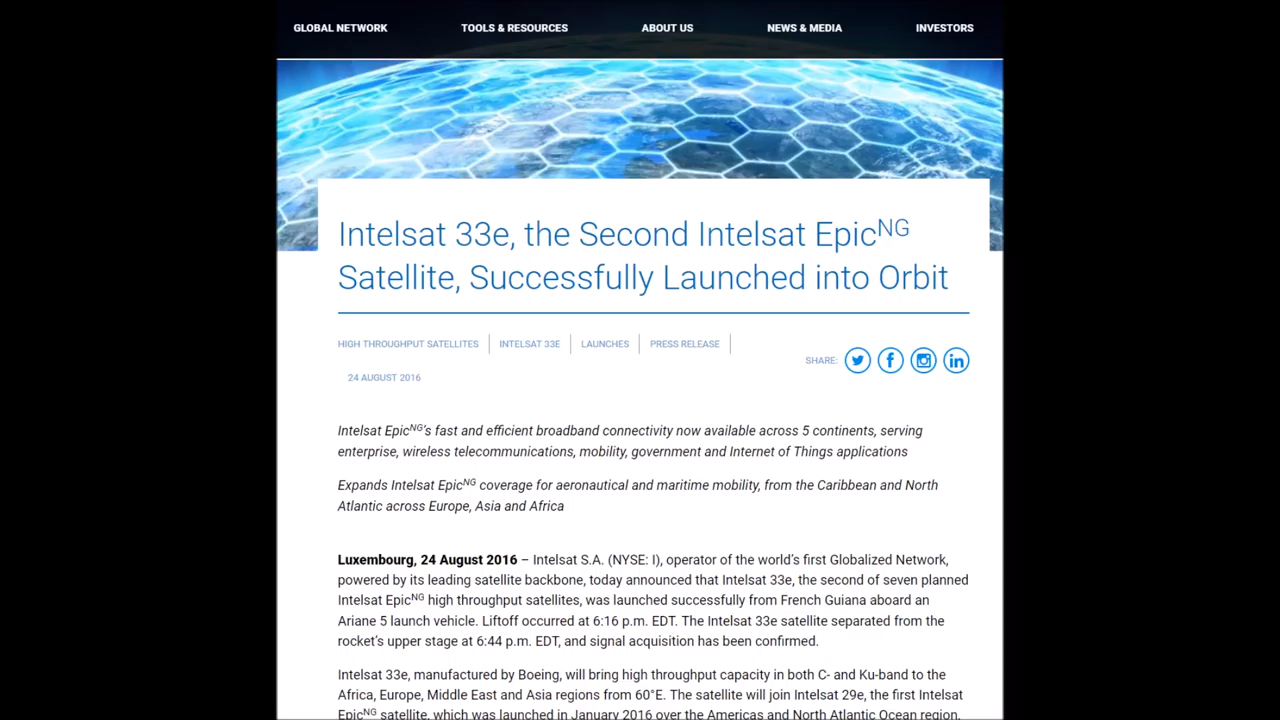 GLOBAL NETWORK TOOLS & RESOURCES ABOUT US NEWS & MEDIA INVESTORS
Intelsat 33e, the Second Intelsat EpicNG
Satellite, Successfully Launched into Orbit
HIGH THROUGHPUT SATELLITES INTELSAT 33E LAUNCHES PRESS RELEASE
SHARE:
24 AUGUST 2016
Intelsat EpicNG's fast and efficient broadband connectivity now available across 5 continents, serving
enterprise, wireless telecommunications, mobility, government and Internet of Things applications
Expands Intelsat EpicNG coverage for aeronautical and maritime mobility, from the Caribbean and North
Atlantic across Europe, Asia and Africa
Luxembourg, 24 August 2016 – Intelsat S.A. (NYSE: I), operator of the world's first Globalized Network,
powered by its leading satellite backbone, today announced that Intelsat 33e, the second of seven planned
Intelsat EpicNG high throughput satellites, was launched successfully from French Guiana aboard an
Ariane 5 launch vehicle. Liftoff occurred at 6:16 p.m. EDT. The Intelsat 33e satellite separated from the
rocket's upper stage at 6:44 p.m. EDT, and signal acquisition has been confirmed.
Intelsat 33e, manufactured by Boeing, will bring high throughput capacity in both C- and Ku-band to the
Africa, Europe, Middle East and Asia regions from 60°E. The satellite will join Intelsat 29e, the first Intelsat
EpicNG satellite, which was launched in January 2016 over the Americas and North Atlantic Ocean region.